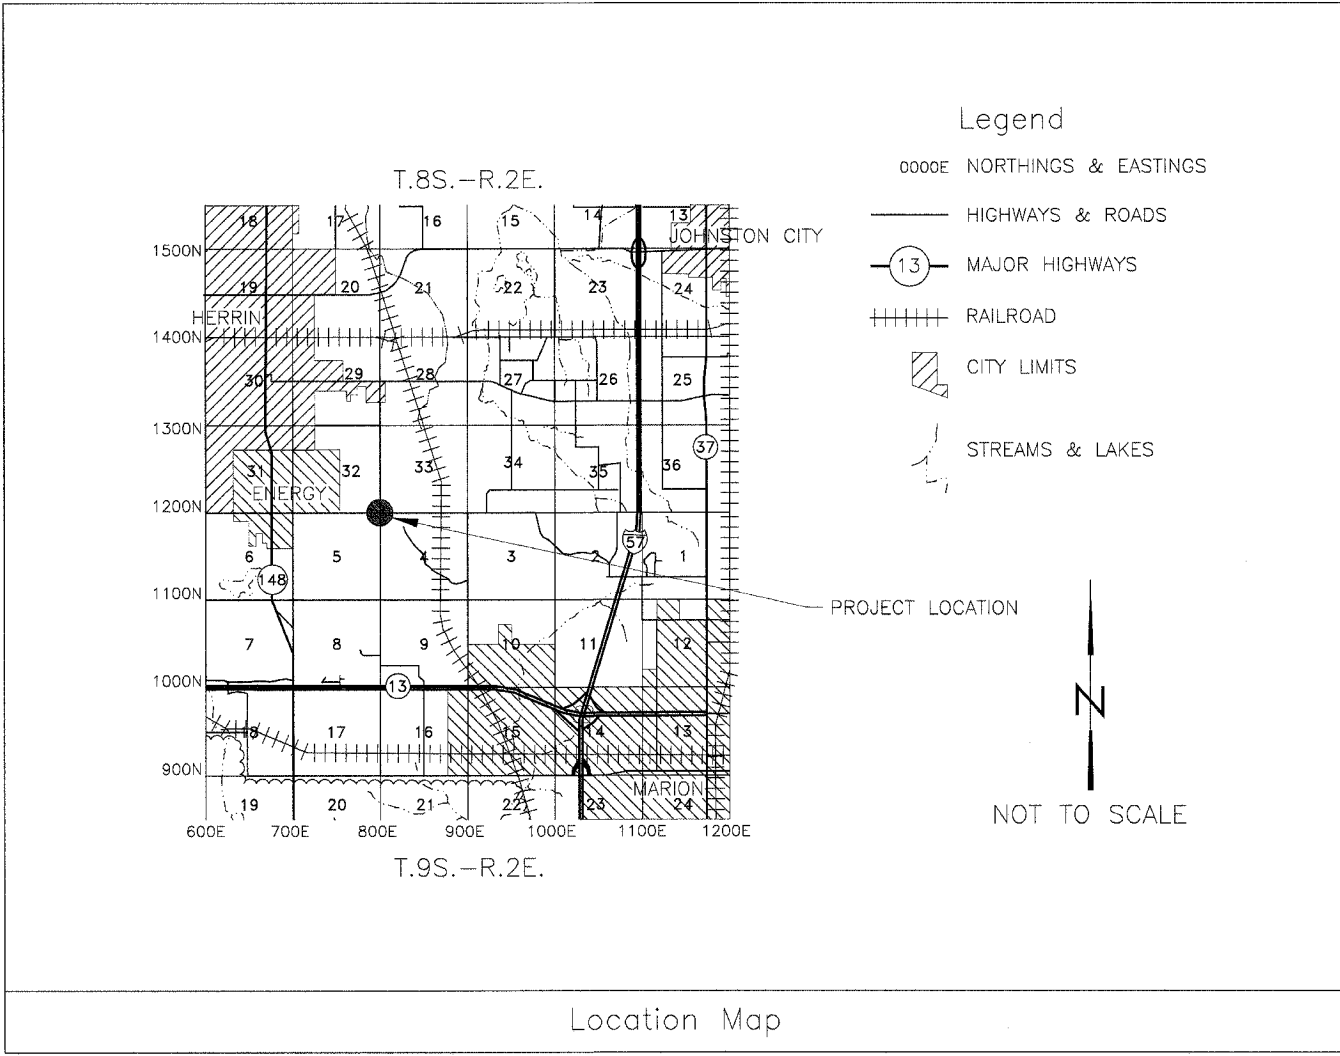 Legend
0000E NORTHINGS & EASTINGS
HIGHWAYS & ROADS
13 MAJOR HIGHWAYS
RAILROAD
CITY LIMITS
STREAMS & LAKES
T.8S.-R.2E.
18 17 16 15 14 13
JOHNSTON CITY
1500N
19 20 21 22 23 24
HERRIN
1400N
30 29 28 27 26 25
1300N
37
31 32 33 34 35 36
ENERGY
1200N
57
6 5 4 3 2 1
148
1100N
PROJECT LOCATION
7 8 9 10 11 12
1000N
13
18 17 16 15 14 13
900N
MARION
19 20 21 22 23 24
600E 700E 800E 900E 1000E 1100E 1200E
T.9S.-R.2E.
N
NOT TO SCALE
Location Map